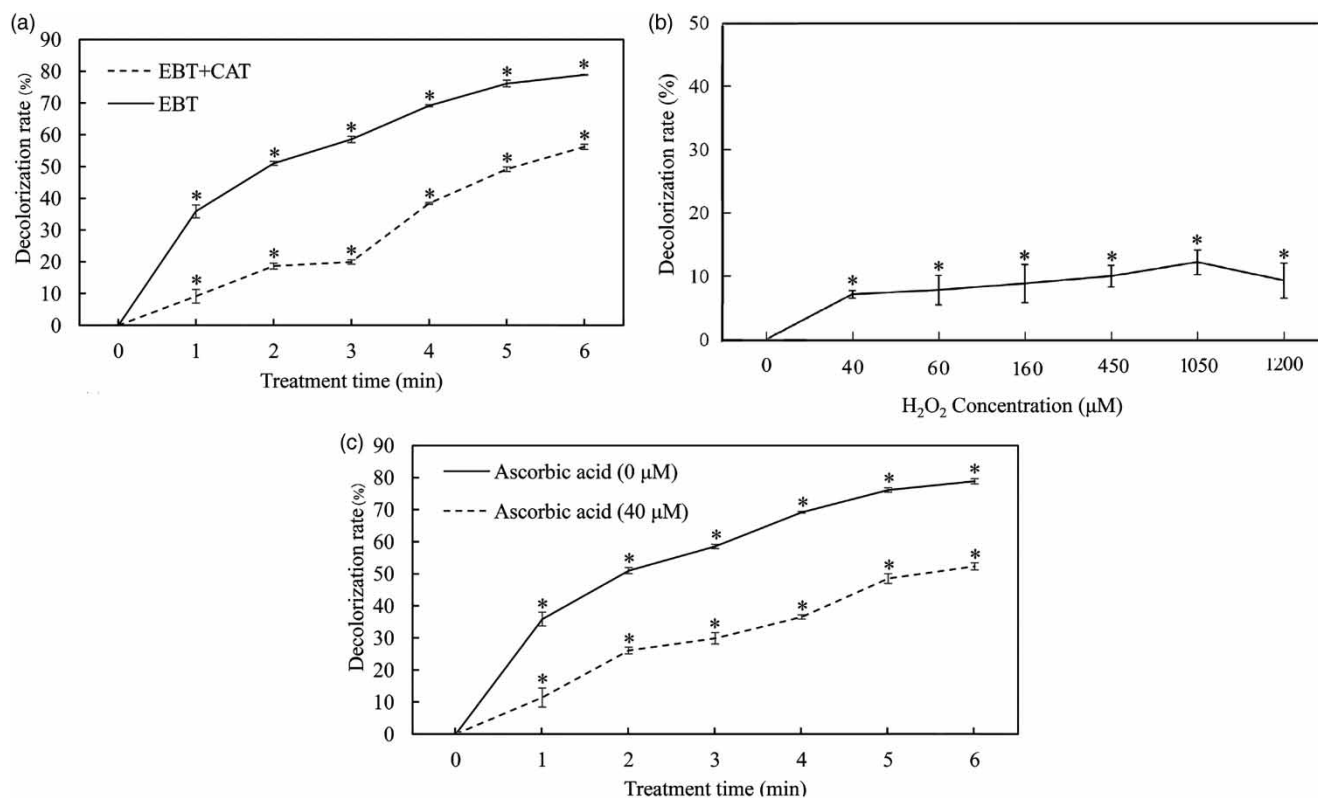 (a)
90
80
70
60
50
40
30
20
10
0
Decolorization rate (%)
EBT+CAT
EBT
* * * * * *
* * * * * *
0 1 2 3 4 5 6
Treatment time (min)
(b)
50
40
30
20
10
0
Decolorization rate (%)
* * * * * *
0 40 60 160 450 1050 1200
H₂O₂ Concentration (μM)
(c)
90
80
70
60
50
40
30
20
10
0
Decolorization rate (%)
Ascorbic acid (0 μM)
Ascorbic acid (40 μM)
* * * * * *
* * * * * *
0 1 2 3 4 5 6
Treatment time (min)